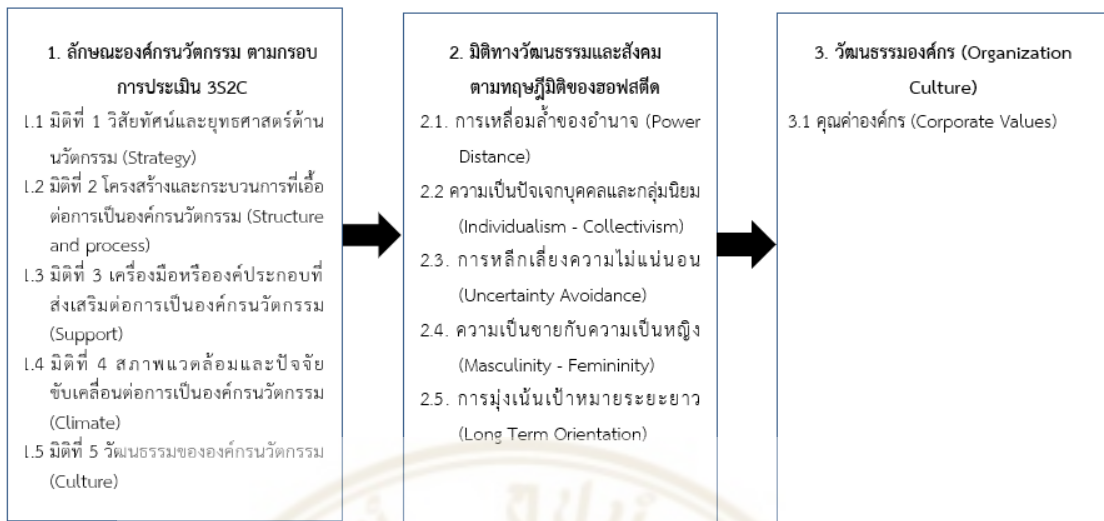 1. ลักษณะองค์กรนวัตกรรม ตามกรอบ
การประเมิน 3S2C
1.1 มิติที่ 1 วิสัยทัศน์และยุทธศาสตร์ด้าน
นวัตกรรม (Strategy)
1.2 มิติที่ 2 โครงสร้างและกระบวนการที่เอื้อ
ต่อการเป็นองค์กรนวัตกรรม (Structure
and process)
1.3 มิติที่ 3 เครื่องมือหรือองค์ประกอบที่
ส่งเสริมต่อการเป็นองค์กรนวัตกรรม
(Support)
1.4 มิติที่ 4 สภาพแวดล้อมและปัจจัย
ขับเคลื่อนต่อการเป็นองค์กรนวัตกรรม
(Climate)
1.5 มิติที่ 5 วัฒนธรรมขององค์กรนวัตกรรม
(Culture)
2. มิติทางวัฒนธรรมและสังคม
ตามทฤษฎีมิติของฮอฟสตีด
2.1. การเหลื่อมล้ำของอำนาจ (Power
Distance)
2.2 ความเป็นปัจเจกบุคคลและกลุ่มนิยม
(Individualism - Collectivism)
2.3. การหลีกเลี่ยงความไม่แน่นอน
(Uncertainty Avoidance)
2.4. ความเป็นชายกับความเป็นหญิง
(Masculinity - Femininity)
2.5. การมุ่งเน้นเป้าหมายระยะยาว
(Long Term Orientation)
3. วัฒนธรรมองค์กร (Organization
Culture)
3.1 คุณค่าองค์กร (Corporate Values)